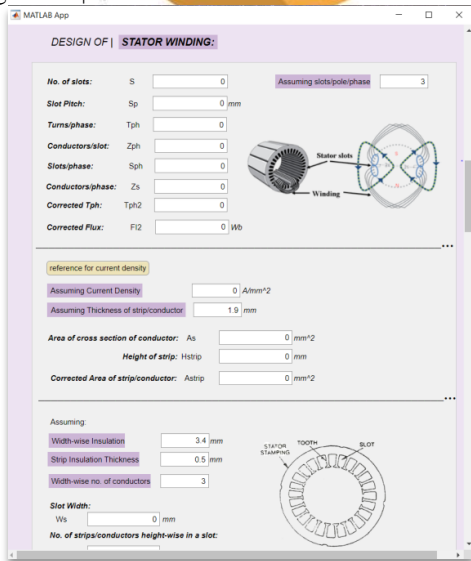 MATLAB App
DESIGN OF | STATOR WINDING:
No. of slots: S 0 Assuming slots/pole/phase 3
Slot Pitch: Sp 0 mm
Turns/phase: Tph 0
Conductors/slot: Zph 0
Slots/phase: Sph 0
Conductors/phase: Zs 0
Corrected Tph: Tph2 0
Corrected Flux: Fl2 0 Wb
Stator slots
Winding
reference for current density
Assuming Current Density 0 A/mm^2
Assuming Thickness of strip/conductor 1.9 mm
Area of cross section of conductor: As 0 mm^2
Height of strip: Hstrip 0 mm
Corrected Area of strip/conductor: Astrip 0 mm^2
Assuming:
Width-wise Insulation 3.4 mm
Strip Insulation Thickness 0.5 mm
Width-wise no. of conductors 3
Slot Width:
Ws 0 mm
No. of strips/conductors height-wise in a slot:
STATOR STAMPING
TOOTH
SLOT